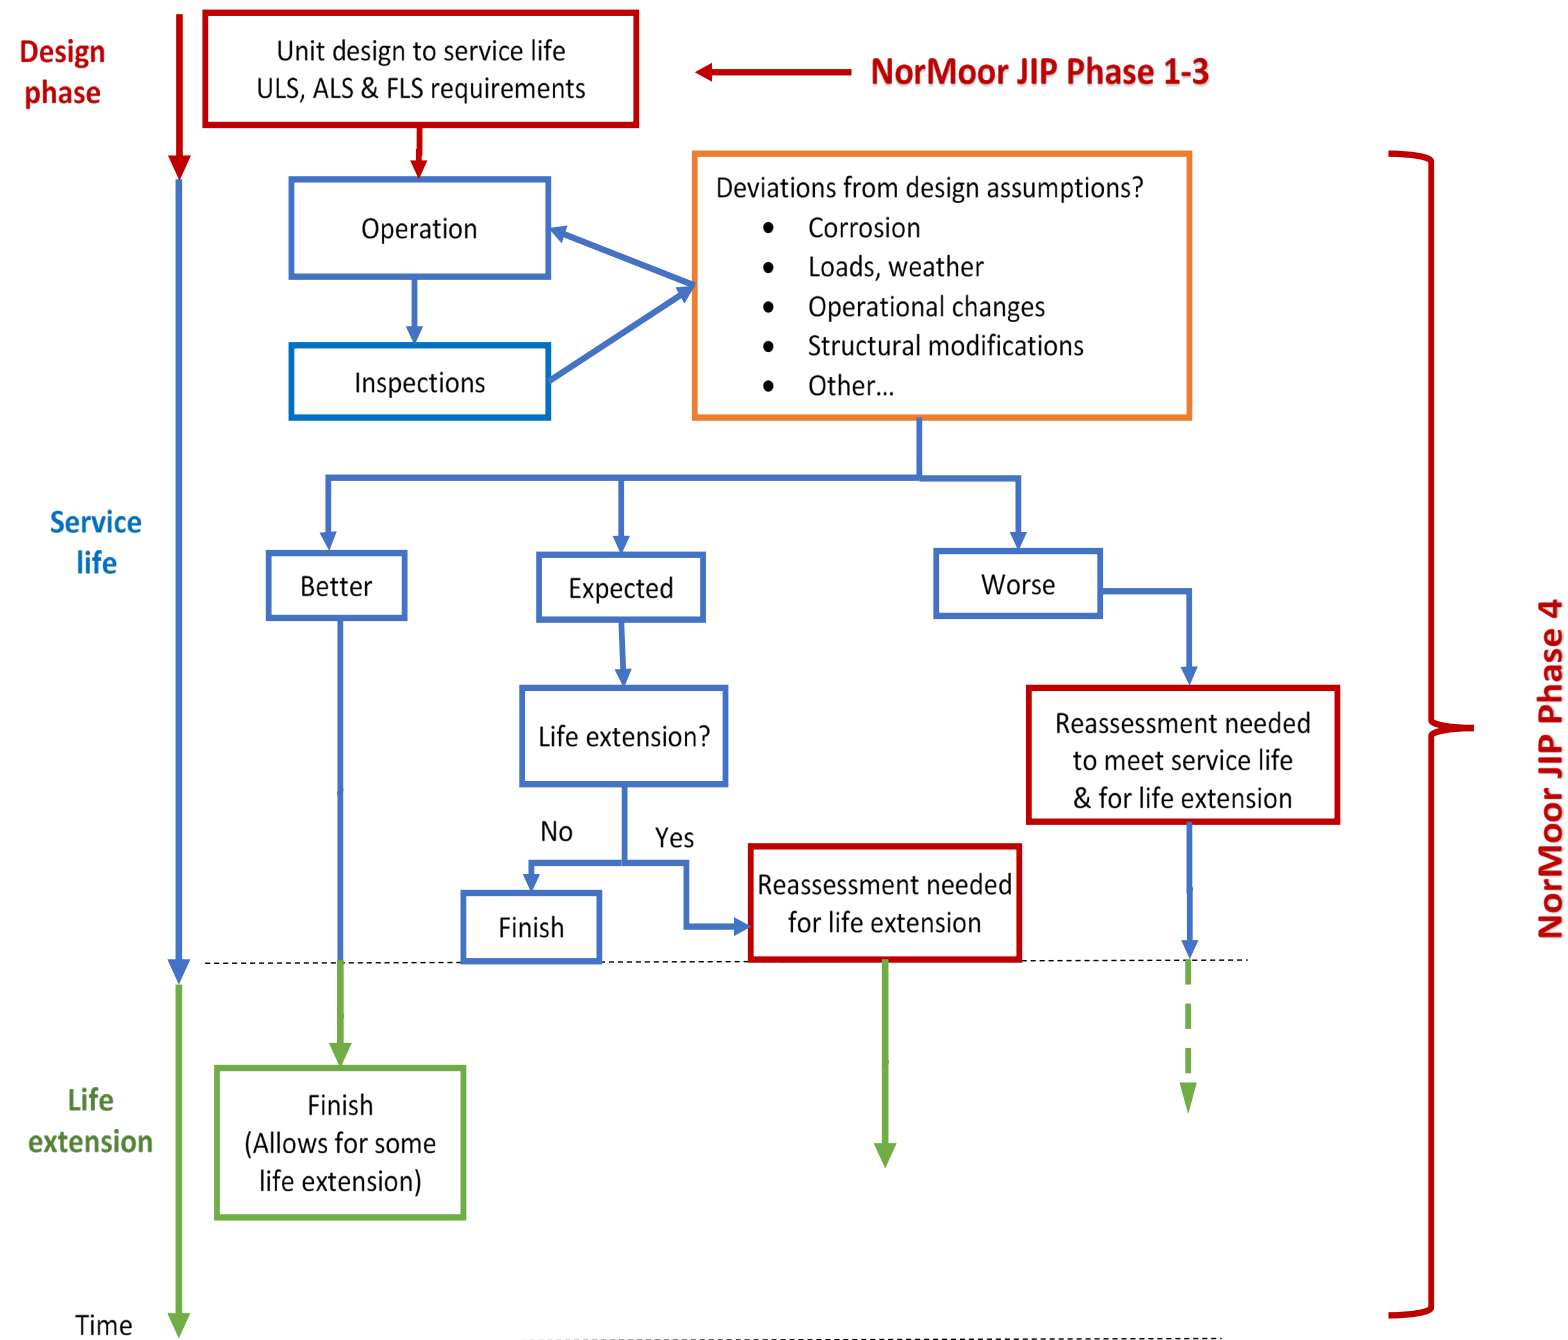 Design
phase
Unit design to service life
ULS, ALS & FLS requirements
NorMoor JIP Phase 1-3
Operation
Deviations from design assumptions?
• Corrosion
• Loads, weather
• Operational changes
• Structural modifications
• Other...
Inspections
Service
life
Better
Expected
Worse
Life extension?
Reassessment needed
to meet service life
& for life extension
No
Yes
Finish
Reassessment needed
for life extension
NorMoor JIP Phase 4
Life
extension
Finish
(Allows for some
life extension)
Time